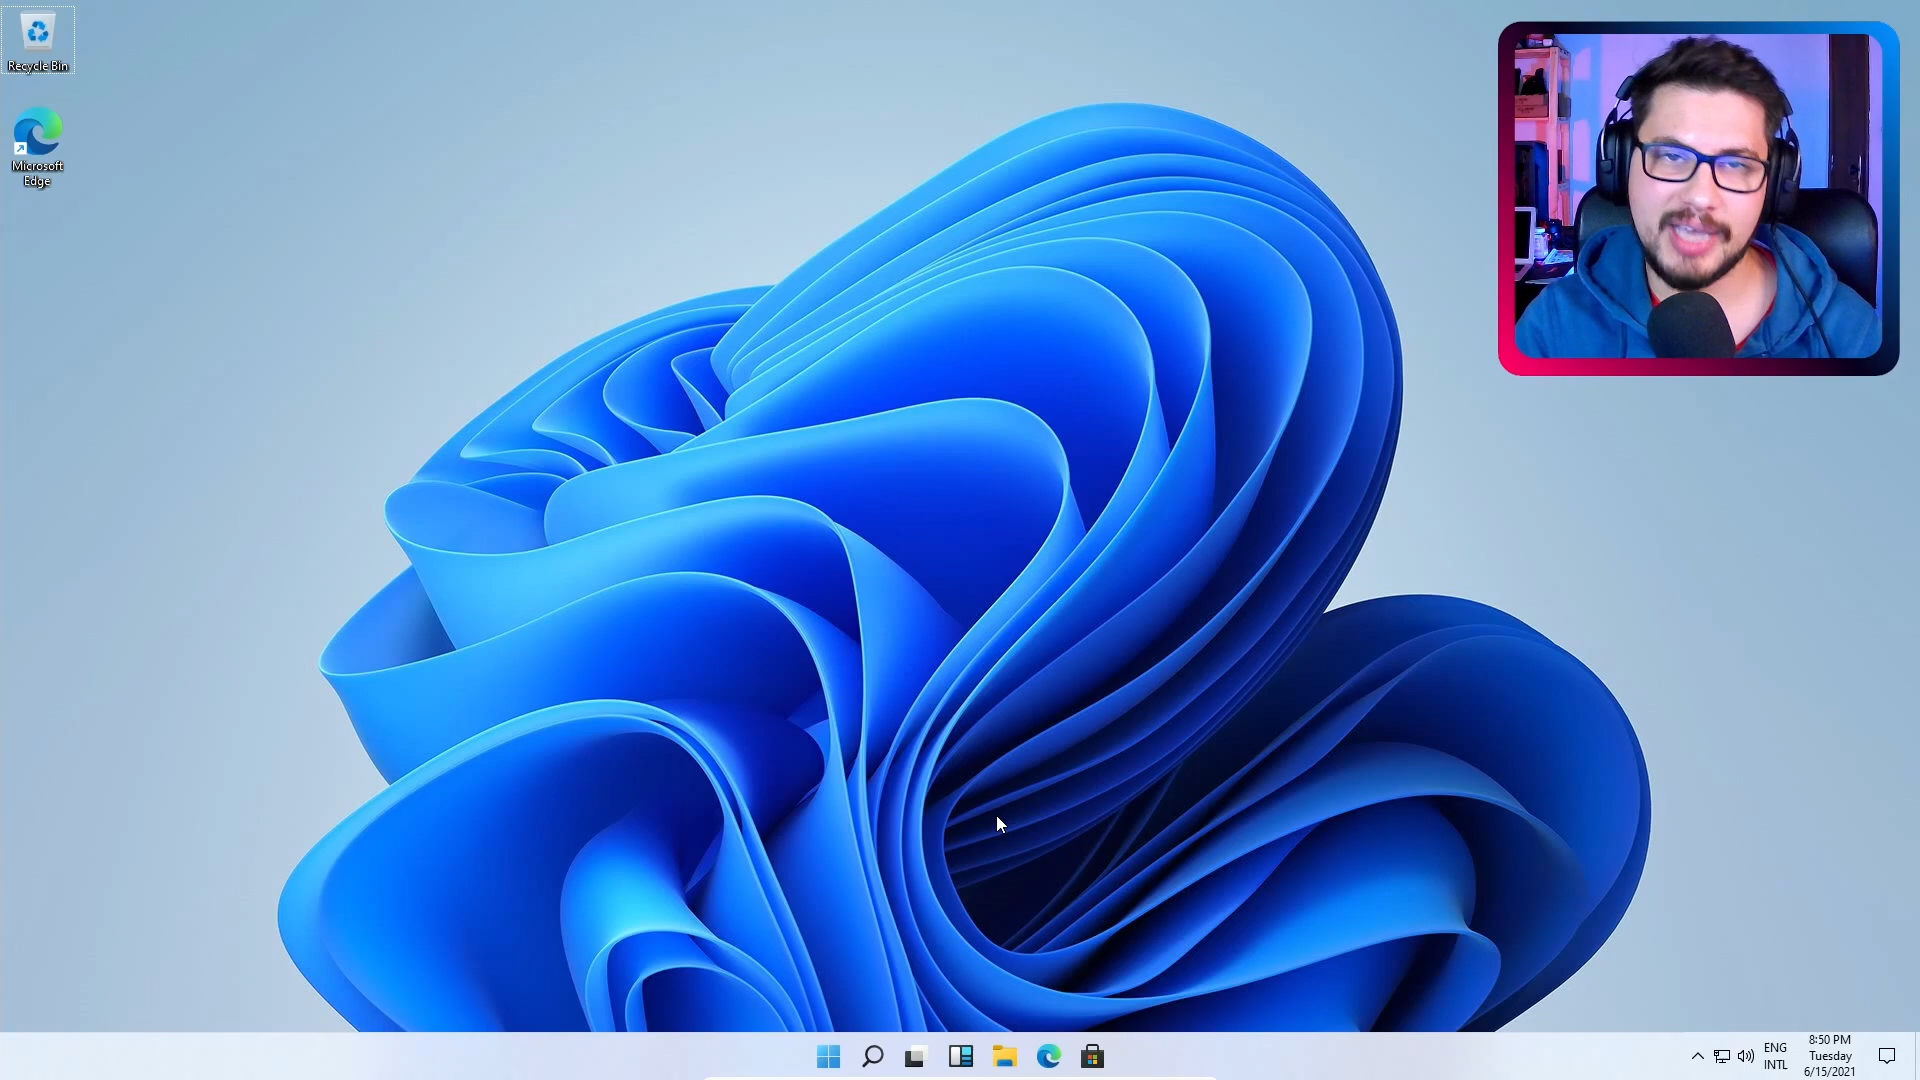 Recycle Bin
Microsoft
Edge
ENG
INTL
8:50 PM
Tuesday
6/15/2021